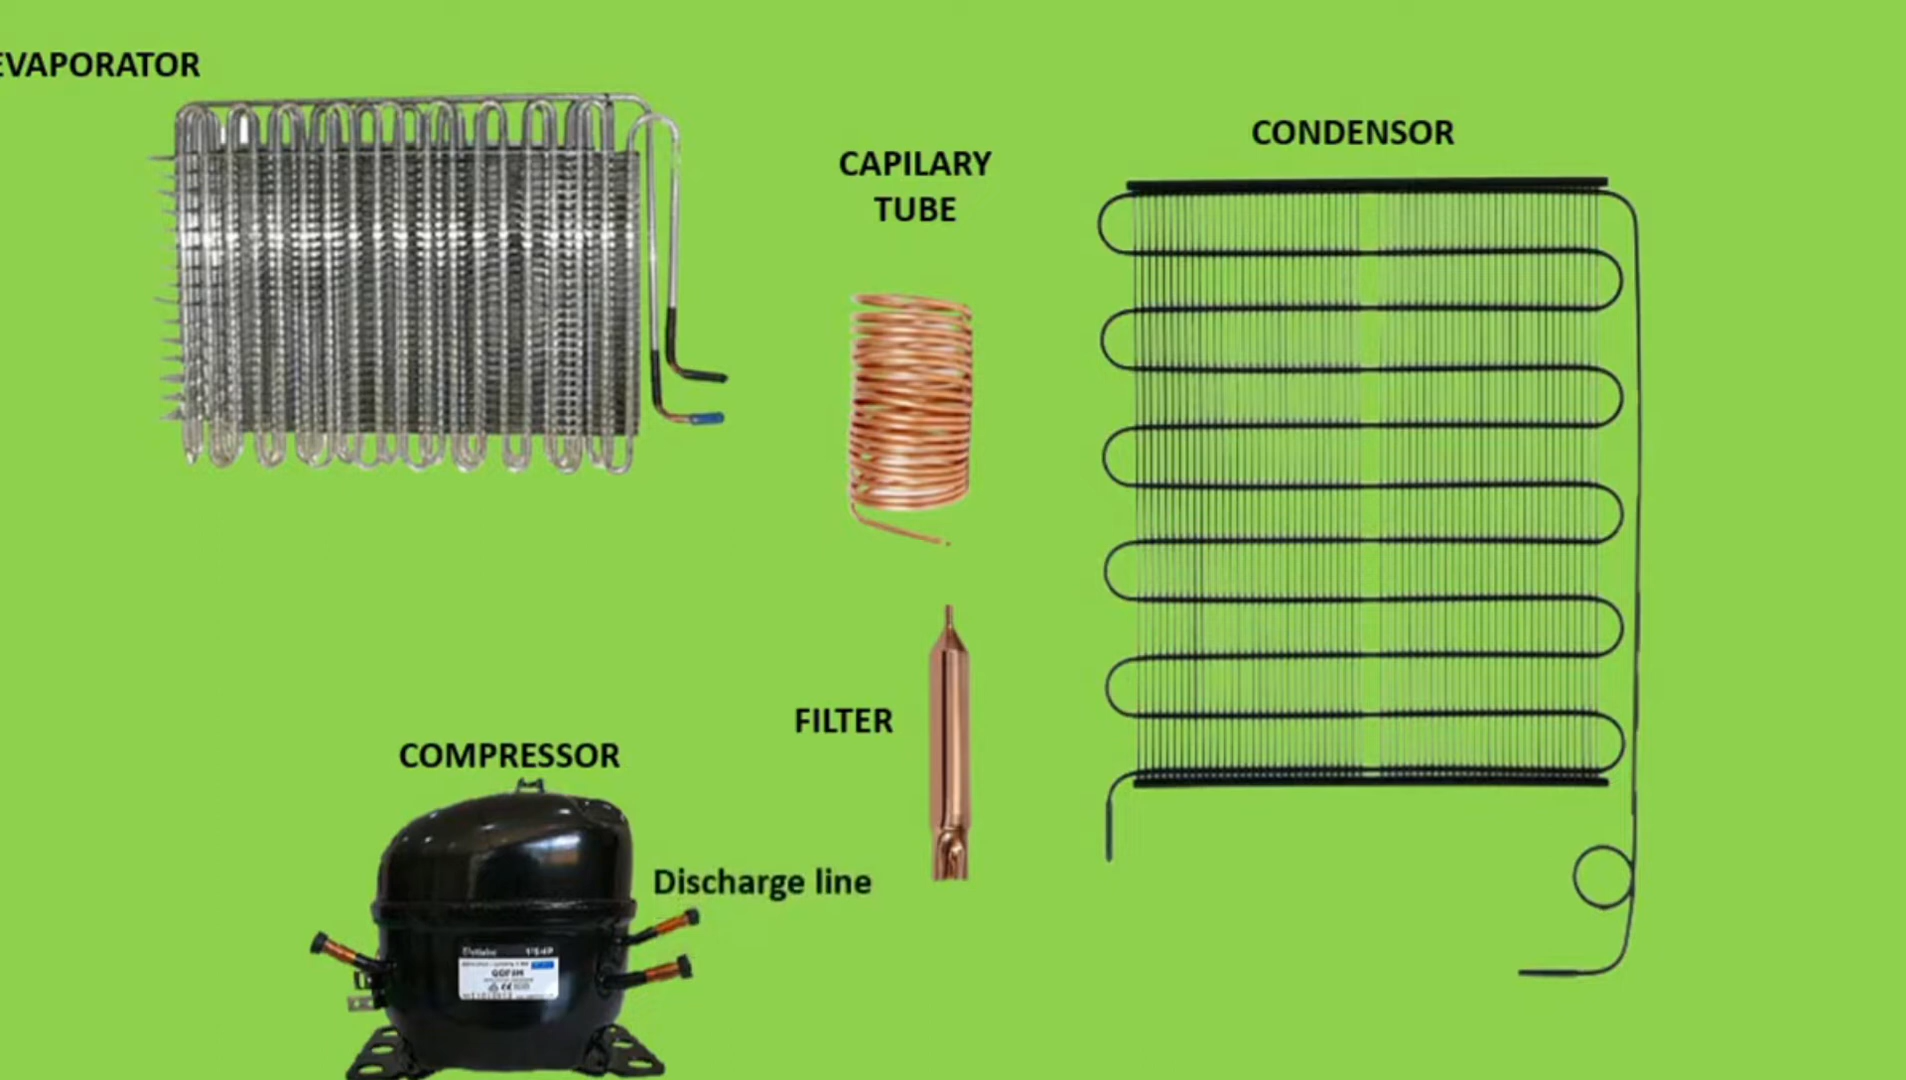 EVAPORATOR
CONDENSOR
CAPILARY
TUBE
FILTER
COMPRESSOR
Discharge line